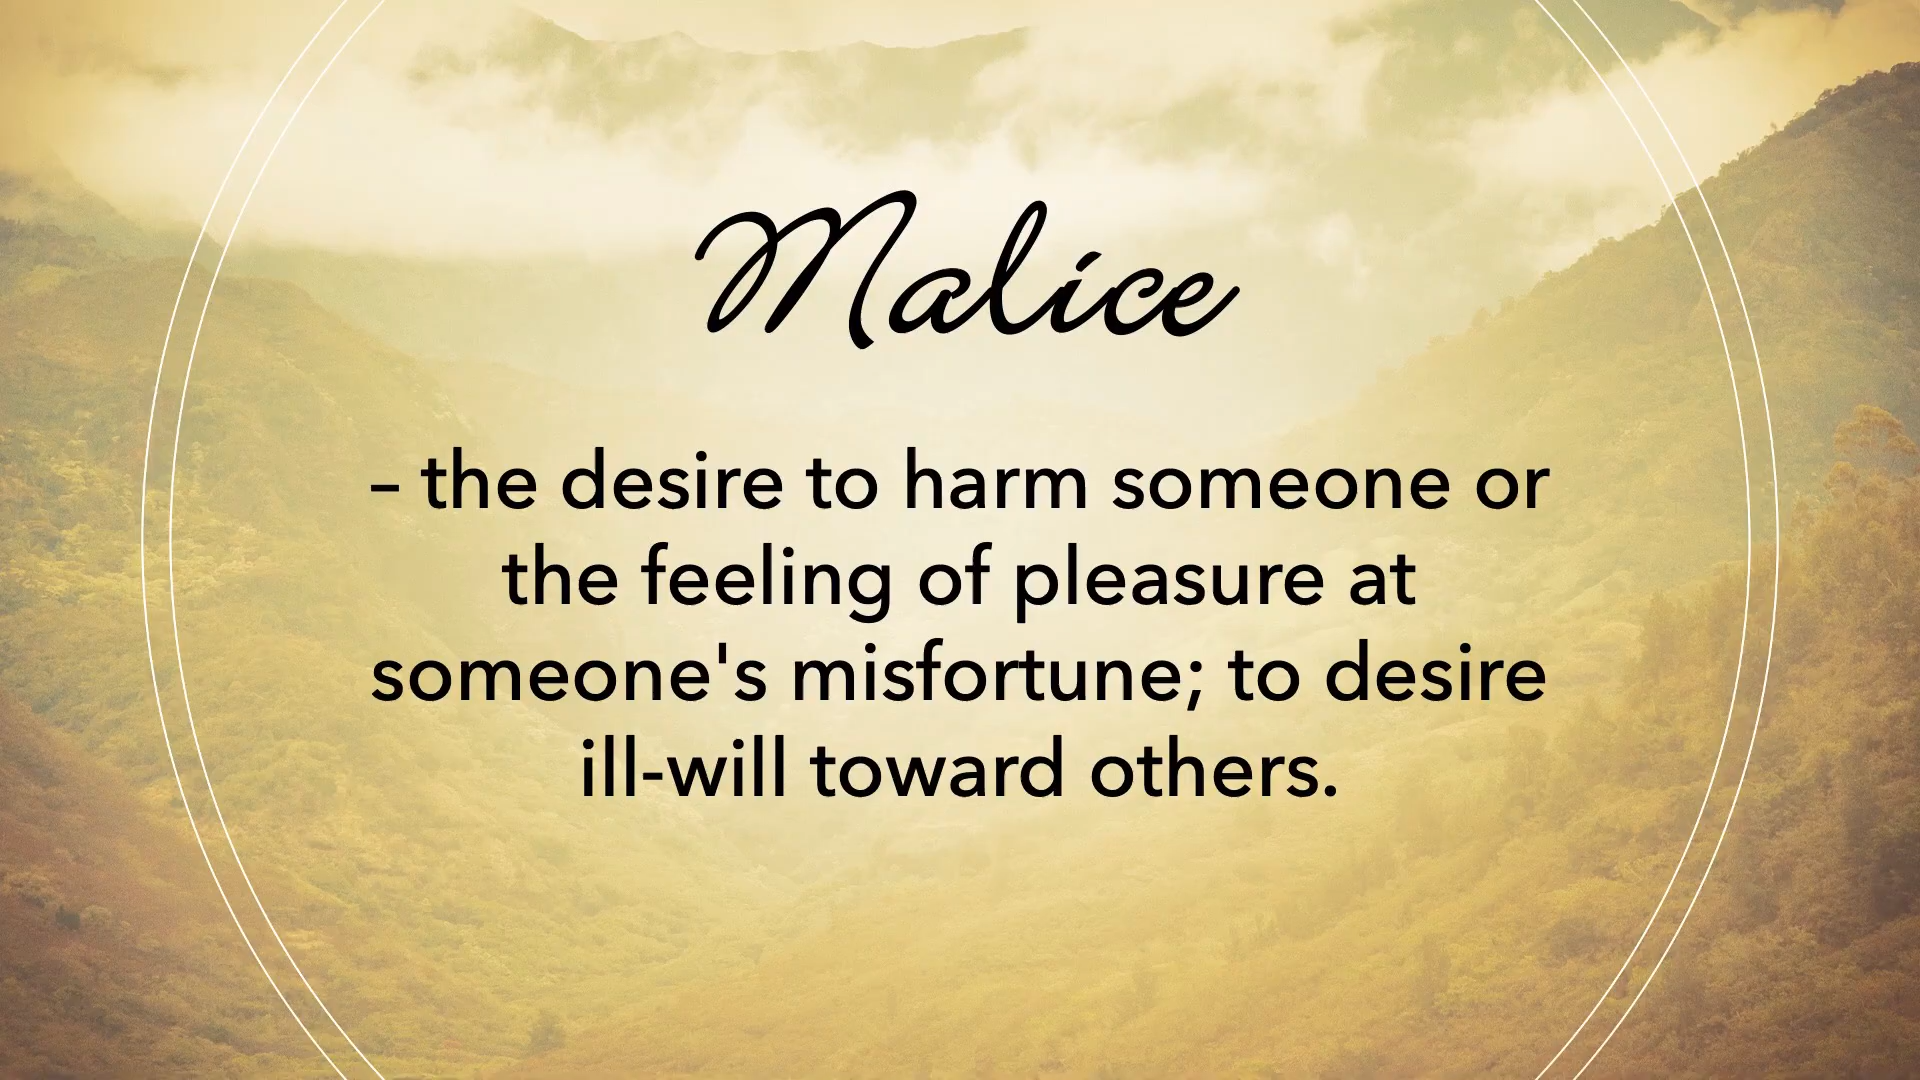 Malice
– the desire to harm someone or
the feeling of pleasure at
someone's misfortune; to desire
ill-will toward others.